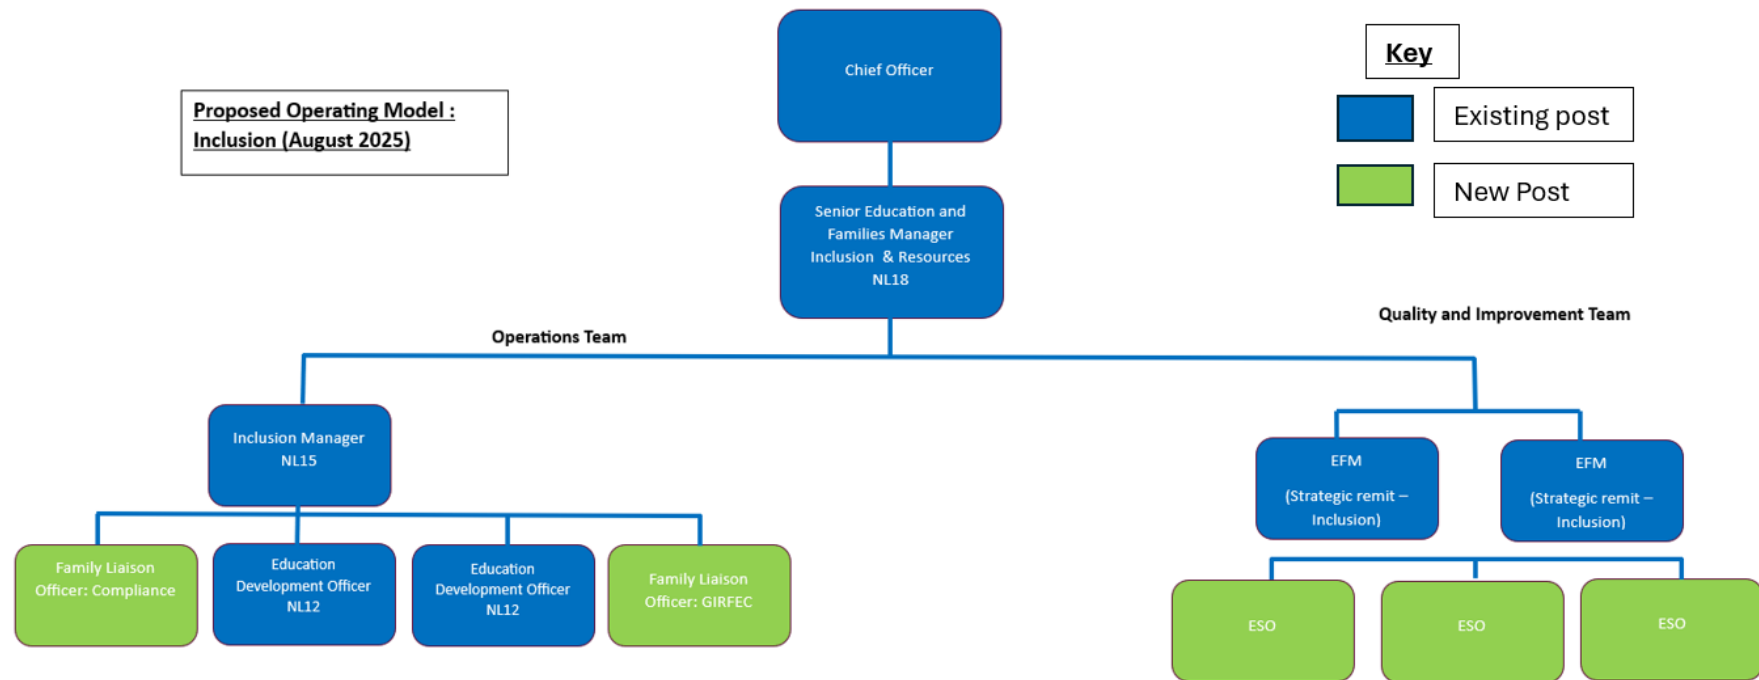 Chief Officer
Key
Existing post
New Post
Proposed Operating Model :
Inclusion (August 2025)
Senior Education and
Families Manager
Inclusion & Resources
NL18
Operations Team
Quality and Improvement Team
Inclusion Manager
NL15
EFM
(Strategic remit –
Inclusion)
EFM
(Strategic remit –
Inclusion)
Family Liaison
Officer: Compliance
Education
Development Officer
NL12
Education
Development Officer
NL12
Family Liaison
Officer: GIRFEC
ESO
ESO
ESO